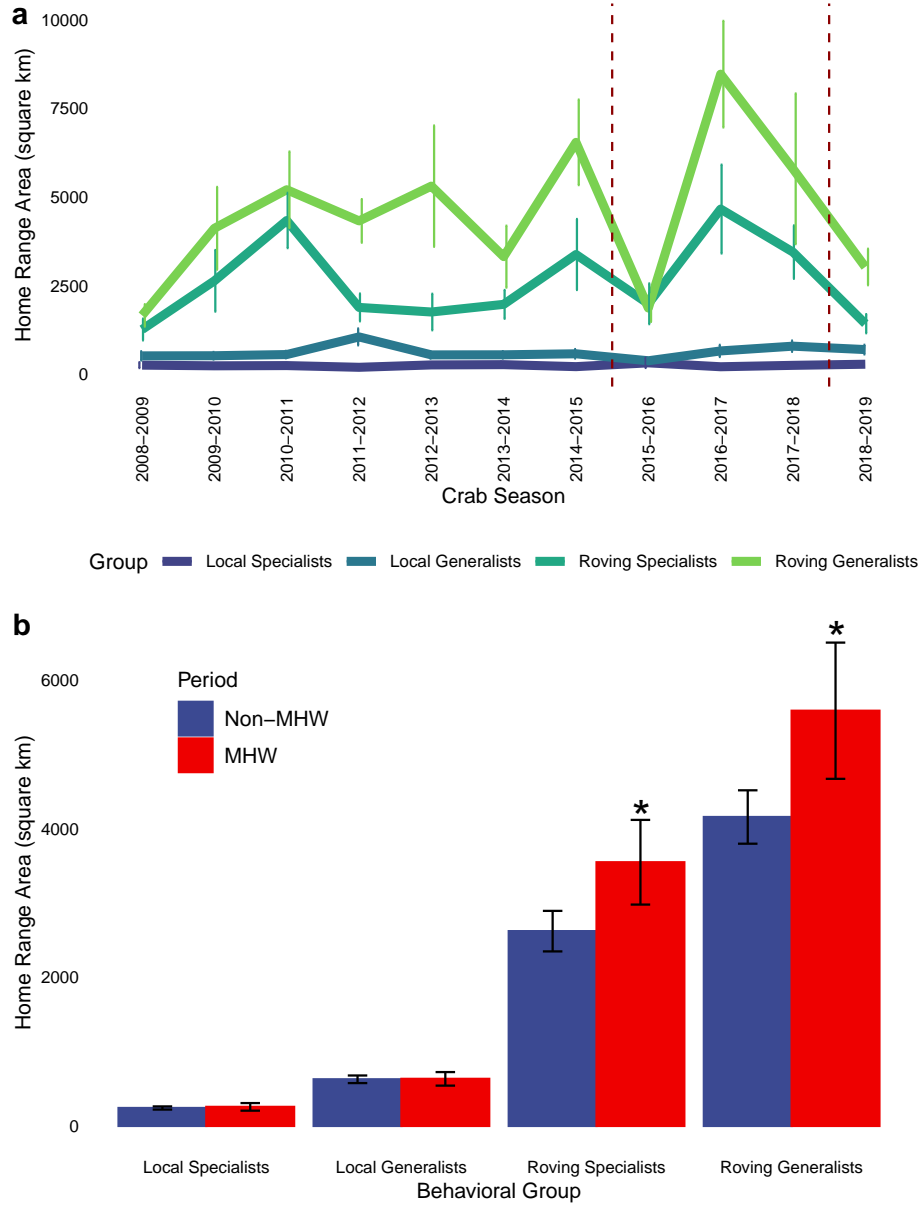 a
Home Range Area (square km)
10000
7500
5000
2500
0
2008–2009
2009–2010
2010–2011
2011–2012
2012–2013
2013–2014
2014–2015
2015–2016
2016–2017
2017–2018
2018–2019
Crab Season
Group Local Specialists Local Generalists Roving Specialists Roving Generalists
b
Home Range Area (square km)
6000
4000
2000
0
Period
Non−MHW
MHW
*
*
Local Specialists Local Generalists Roving Specialists Roving Generalists
Behavioral Group